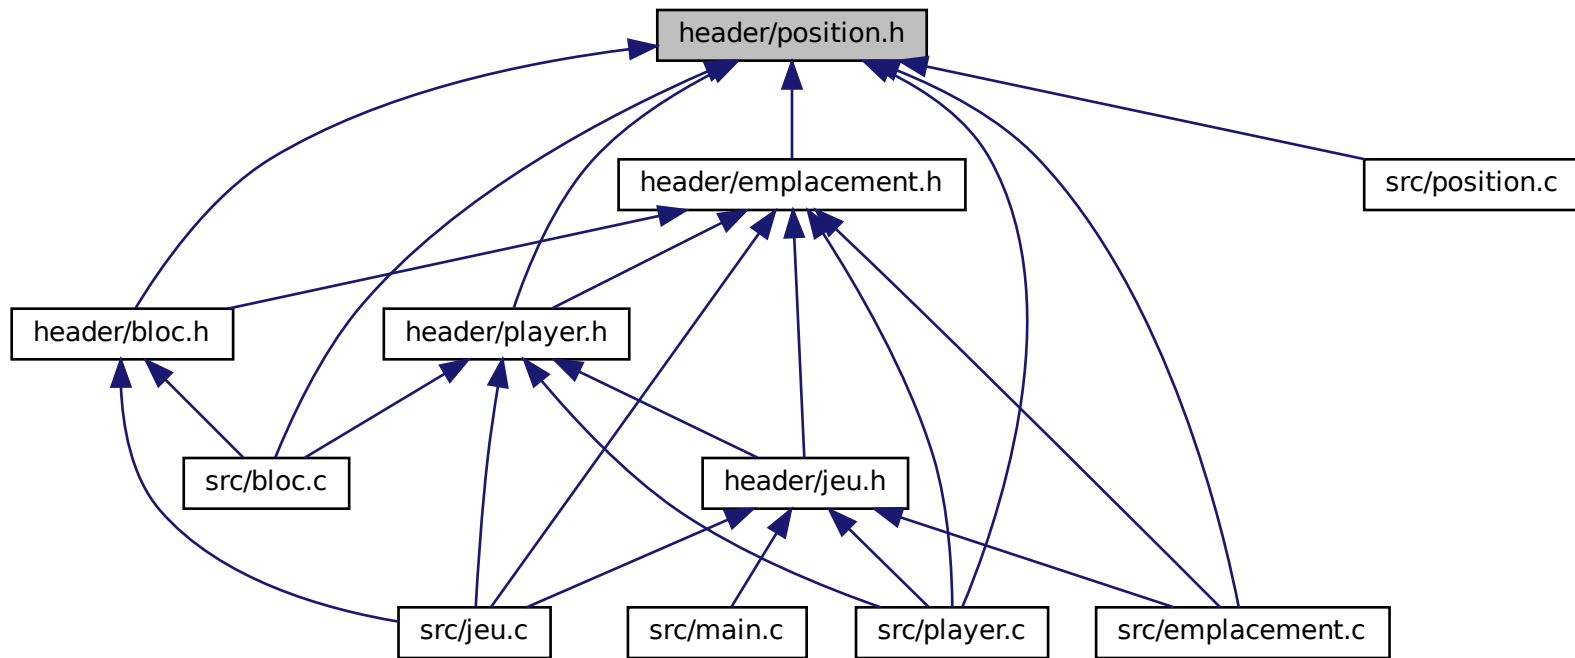 header/position.h
header/emplacement.h
src/position.c
header/bloc.h
header/player.h
src/bloc.c
header/jeu.h
src/jeu.c
src/main.c
src/player.c
src/emplacement.c